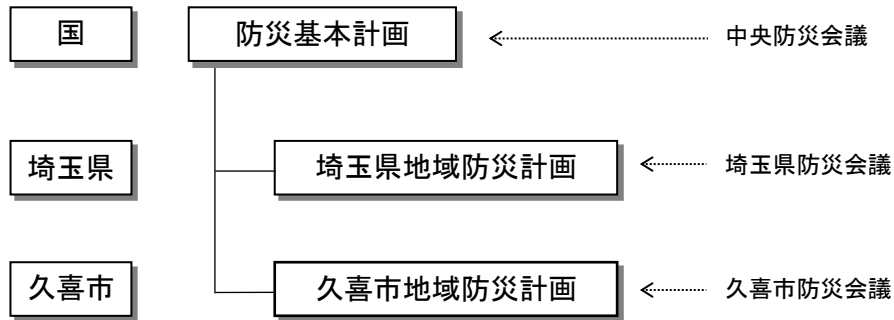 国 防災基本計画 中央防災会議
埼玉県 埼玉県地域防災計画 埼玉県防災会議
久喜市 久喜市地域防災計画 久喜市防災会議